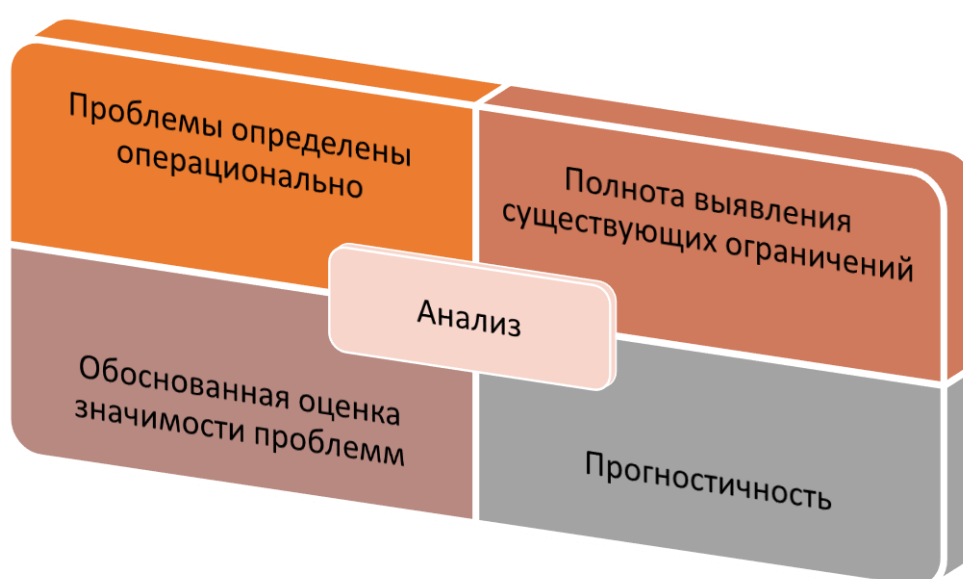 Проблемы определены
операционально
Полнота выявления
существующих ограничений
Анализ
Обоснованная оценка
значимости проблемм
Прогностичность